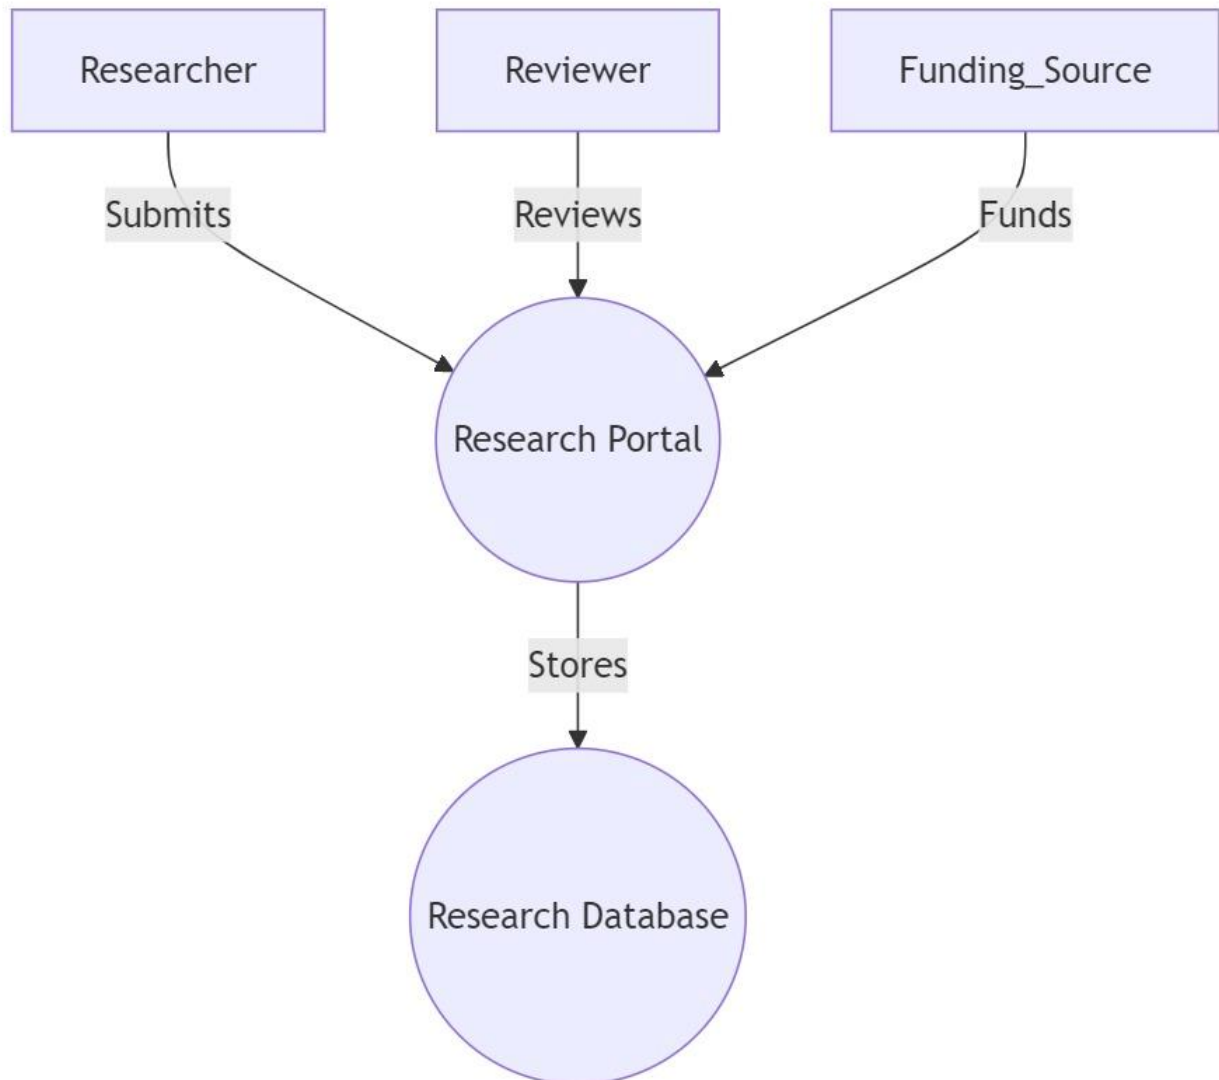 Researcher
Reviewer
Funding_Source
Submits
Reviews
Funds
Research Portal
Stores
Research Database